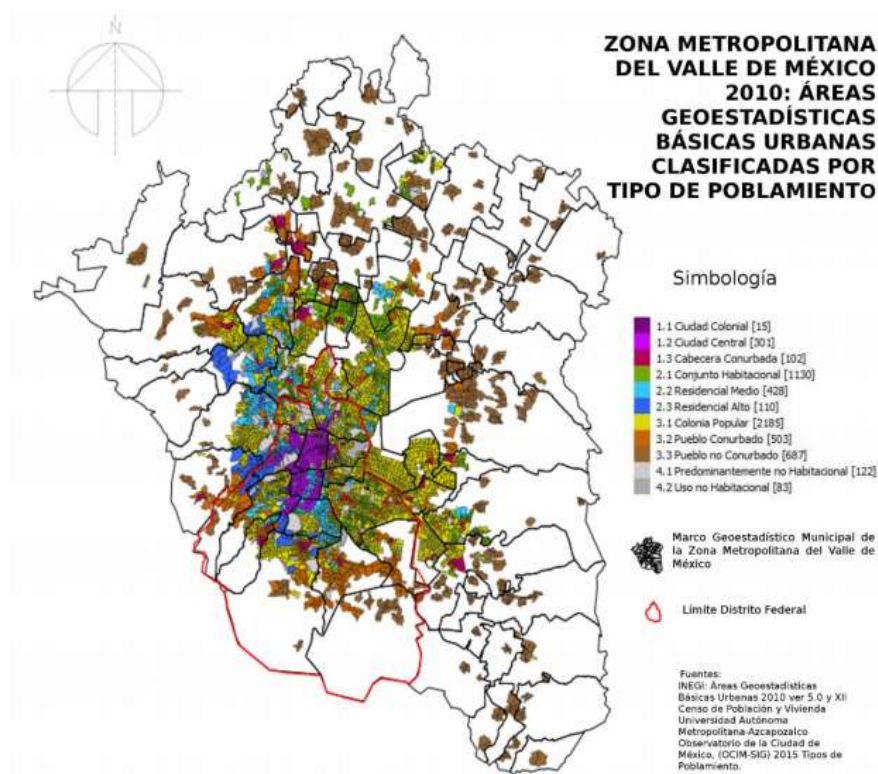 N
ZONA METROPOLITANA
DEL VALLE DE MÉXICO
2010: ÁREAS
GEOESTADÍSTICAS
BÁSICAS URBANAS
CLASIFICADAS POR
TIPO DE POBLAMIENTO
Simbología
1.1 Ciudad Colonial [15]
1.2 Ciudad Central [301]
1.3 Cabecera Conurbada [102]
2.1 Conjunto Habitacional [1130]
2.2 Residencial Medio [428]
2.3 Residencial Alto [110]
3.1 Colonia Popular [2185]
3.2 Pueblo Conurbado [503]
3.3 Pueblo no Conurbado [687]
4.1 Predominantemente no Habitacional [122]
4.2 Uso no Habitacional [83]
Marco Geoestadístico Municipal de
la Zona Metropolitana del Valle de
México
Límite Distrito Federal
Fuentes:
INEGI: Áreas Geoestadísticas
Básicas Urbanas 2010 ver 5.0 y XII
Censo de Población y Vivienda
Universidad Autónoma
Metropolitana-Azcapozalco
Observatorio de la Ciudad de
México, (OCIM-SIG) 2015 Tipos de
Poblamiento.